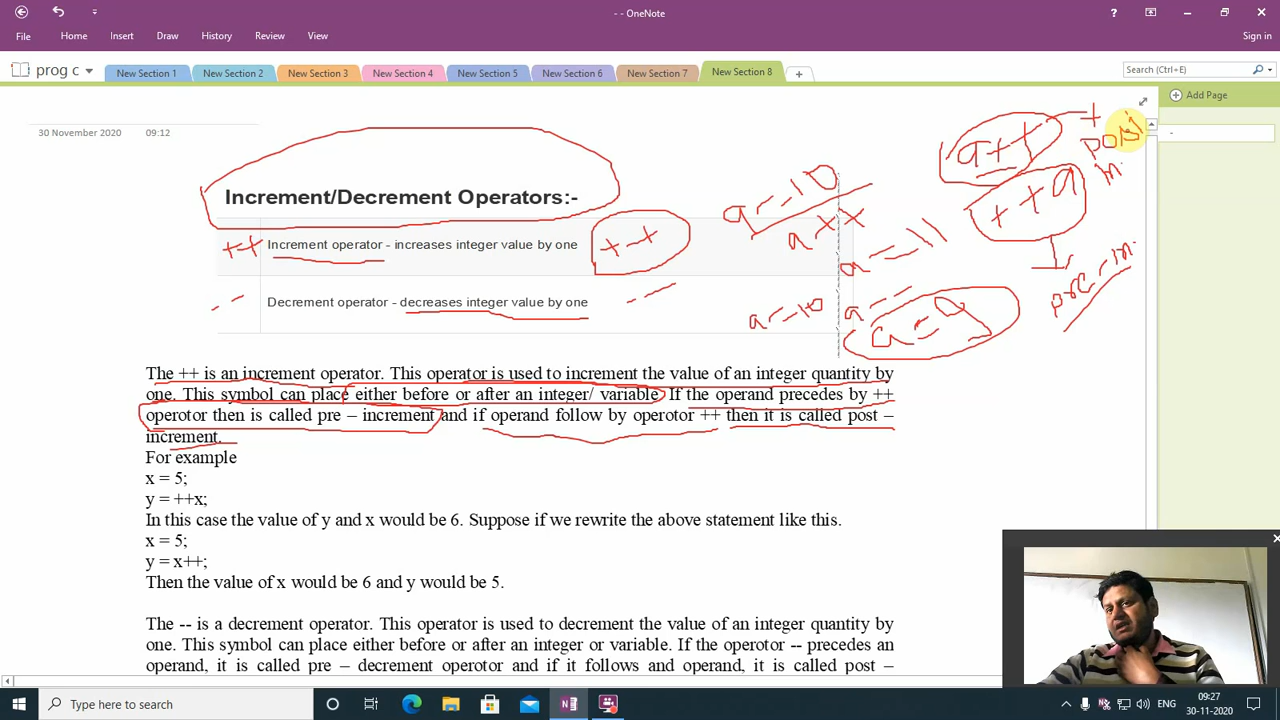 - - OneNote
File Home Insert Draw History Review View
Sign in
prog c New Section 1 New Section 2 New Section 3 New Section 4 New Section 5 New Section 6 New Section 7 New Section 8
Search (Ctrl+E)
Add Page
-
30 November 2020 09:12
Increment/Decrement Operators:-
++ Increment operator - increases integer value by one
-- Decrement operator - decreases integer value by one --
a=10
a=11
a=10
a--
a=9
++a
pre-in.
The ++ is an increment operator. This operator is used to increment the value of an integer quantity by
one. This symbol can place either before or after an integer/ variable. If the operand precedes by ++
operotor then is called pre – increment and if operand follow by operotor ++ then it is called post –
increment.
For example
x = 5;
y = ++x;
In this case the value of y and x would be 6. Suppose if we rewrite the above statement like this.
x = 5;
y = x++;
Then the value of x would be 6 and y would be 5.
The -- is a decrement operator. This operator is used to decrement the value of an integer quantity by
one. This symbol can place either before or after an integer or variable. If the operator -- precedes an
operand, it is called pre – decrement operotor and if it follows and operand, it is called post –
Type here to search
ENG
09:27
30-11-2020